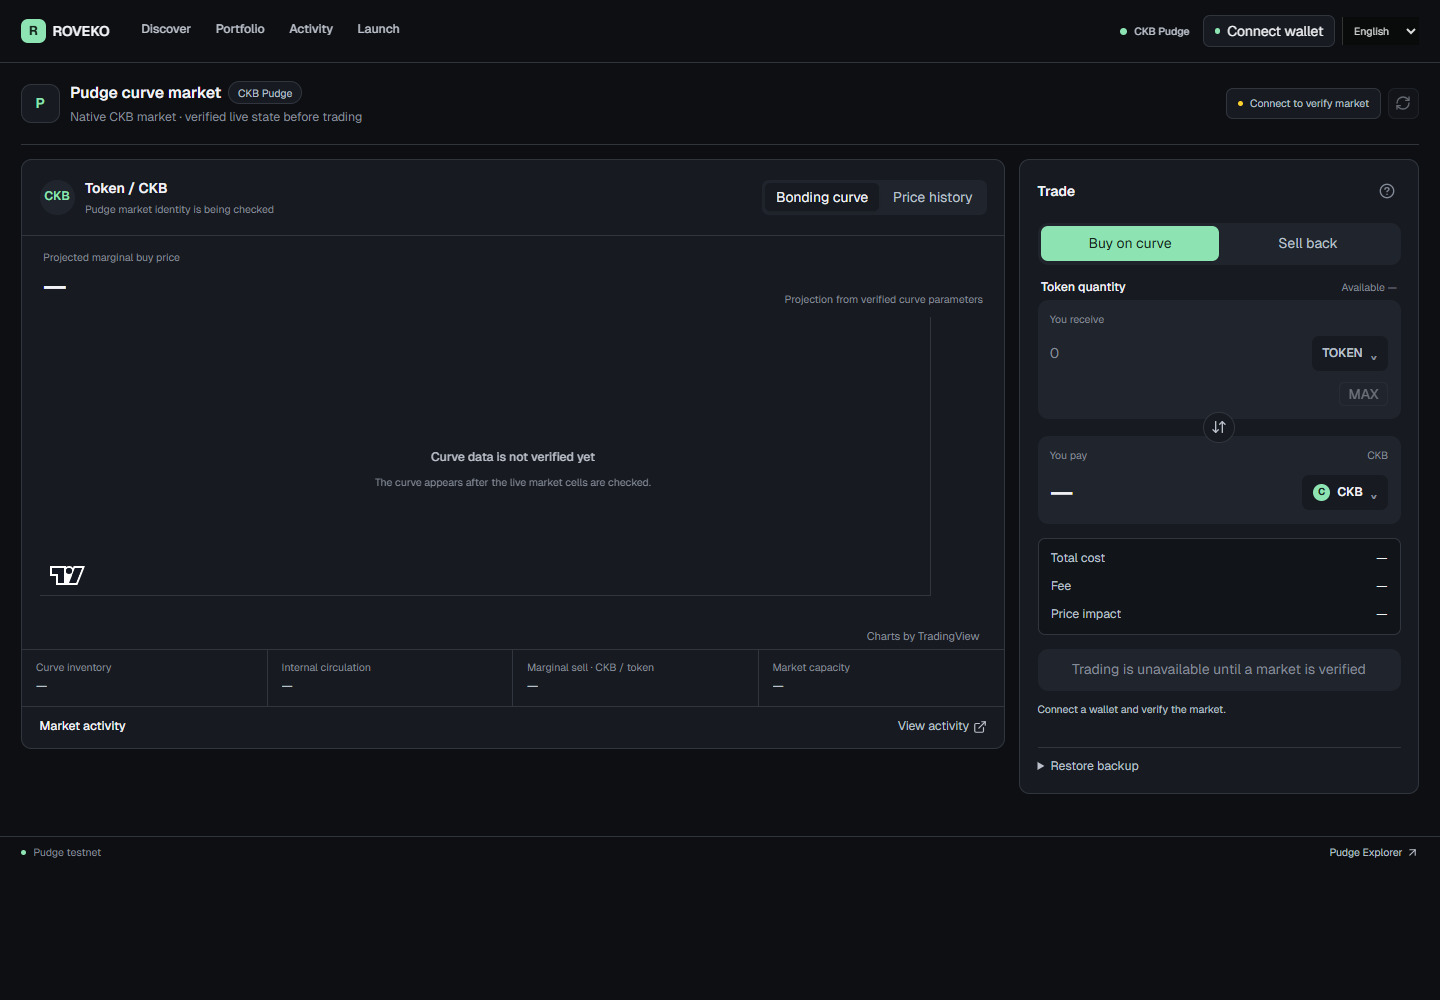 R ROVEKO Discover Portfolio Activity Launch CKB Pudge Connect wallet English
P Pudge curve market CKB Pudge
Native CKB market · verified live state before trading
Connect to verify market
CKB Token / CKB
Pudge market identity is being checked
Bonding curve Price history
Projected marginal buy price
—
Projection from verified curve parameters
Curve data is not verified yet
The curve appears after the live market cells are checked.
Charts by TradingView
Curve inventory
—
Internal circulation
—
Marginal sell · CKB / token
—
Market capacity
—
Market activity View activity
Trade
Buy on curve Sell back
Token quantity Available —
You receive
0 TOKEN
MAX
You pay CKB
— C CKB
Total cost —
Fee —
Price impact —
Trading is unavailable until a market is verified
Connect a wallet and verify the market.
Restore backup
Pudge testnet Pudge Explorer